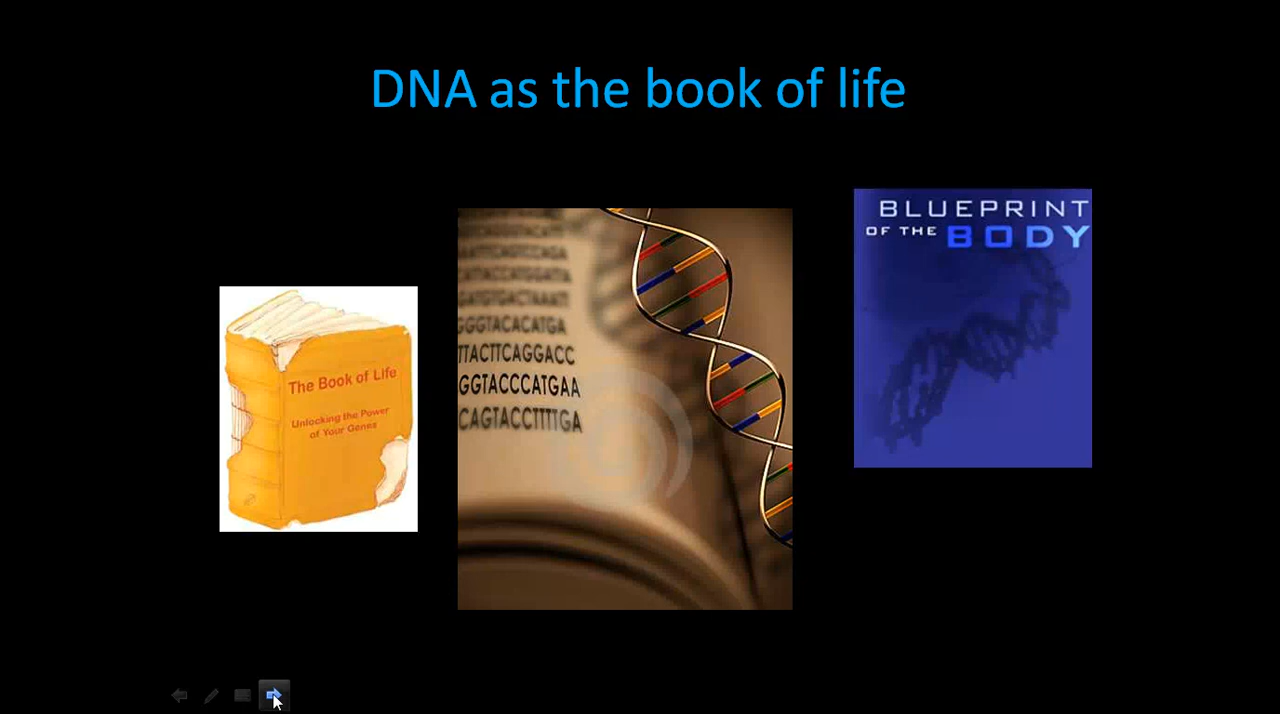 DNA as the book of life
The Book of Life
Unlocking the Power
of Your Genes
GGGTACACATGA
TTACTTCAGGACC
GGTACCCATGAA
CAGTACCTTTTGA
BLUEPRINT
OF THE BODY